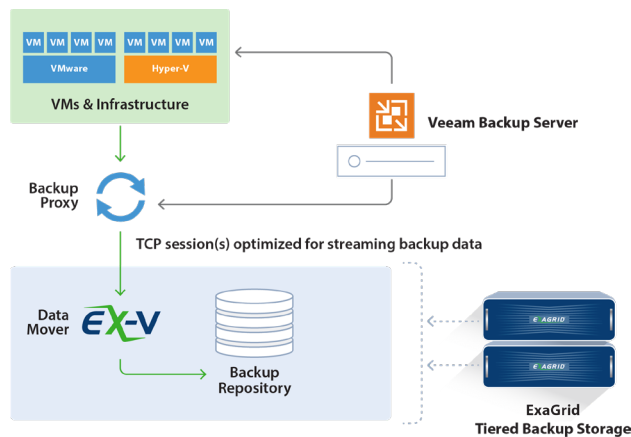 VM VM VM VM VM VM VM VM
VMware Hyper-V
VMs & Infrastructure
Veeam Backup Server
Backup
Proxy
TCP session(s) optimized for streaming backup data
Data
Mover
EX-V
Backup
Repository
EXAGRID
EXAGRID
ExaGrid
Tiered Backup Storage